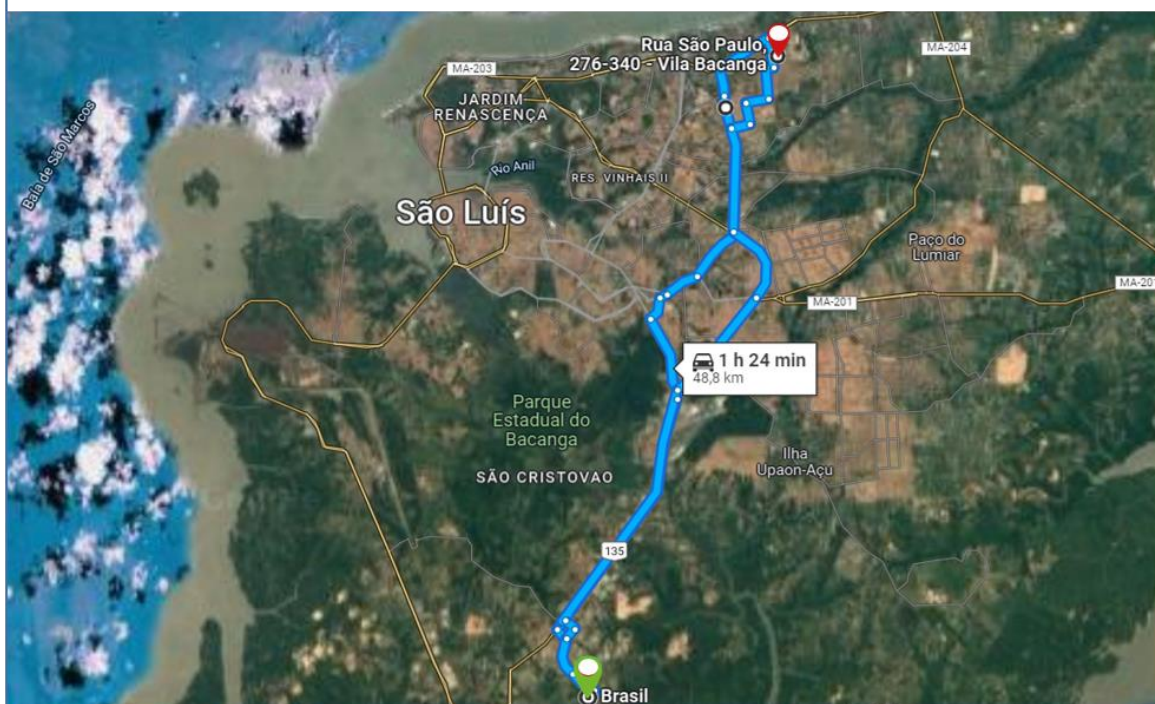 Rua São Paulo,
276-340 - Vila Bacanga
MA-204
MA-203
JARDIM
RENASCENÇA
Baía de São Marcos
Rio Anil
RES. VINHAIS II
São Luís
Paço do
Lumiar
MA-201
MA-201
1 h 24 min
48,8 km
Parque
Estadual do
Bacanga
Ilha
Upaon-Açu
SÃO CRISTOVAO
135
Brasil